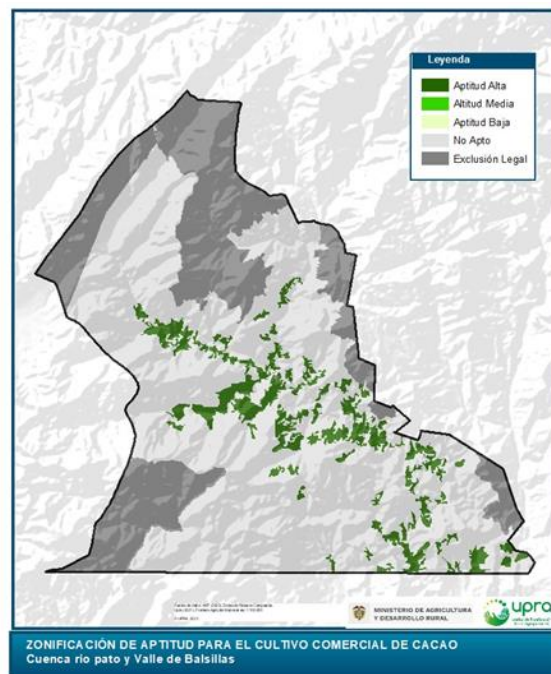 Leyenda
Aptitud Alta
Altitud Media
Aptitud Baja
No Apto
Exclusión Legal
MINISTERIO DE AGRICULTURA
Y DESARROLLO RURAL
upra
ZONIFICACIÓN DE APTITUD PARA EL CULTIVO COMERCIAL DE CACAO
Cuenca río pato y Valle de Balsillas